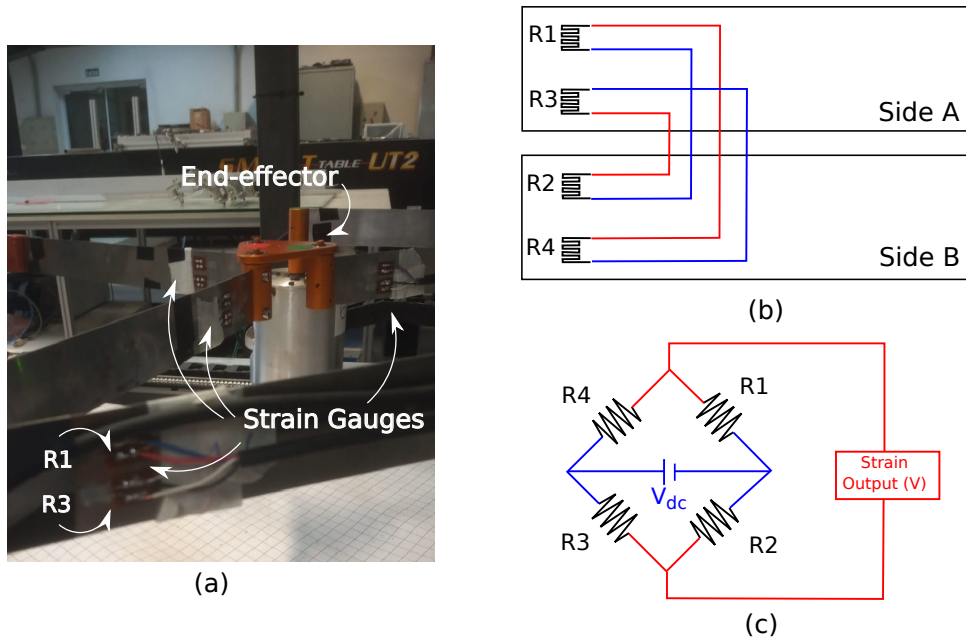 GM
T TABLE UT2
End-effector
Strain Gauges
R1
R3
(a)
R1
R3
Side A
R2
R4
Side B
(b)
R4
R1
Vdc
R3
R2
Strain
Output (V)
(c)